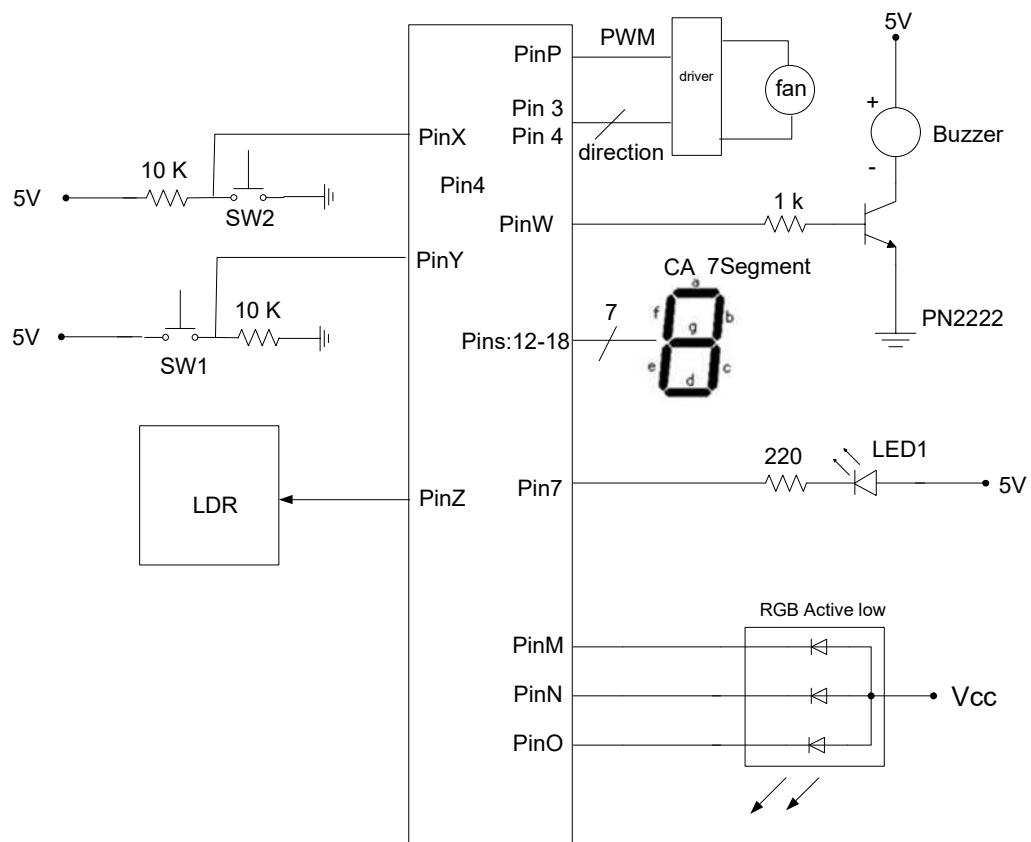 5V
PinP
PWM
driver
fan
Pin 3
Pin 4
direction
+
Buzzer
-
PinX
10 K
5V
SW2
Pin4
PinW
1 k
PN2222
PinY
10 K
5V
SW1
CA 7Segment
a
f
b
g
e
c
d
7
Pins:12-18
LDR
PinZ
Pin7
220
LED1
5V
RGB Active low
PinM
PinN
PinO
Vcc